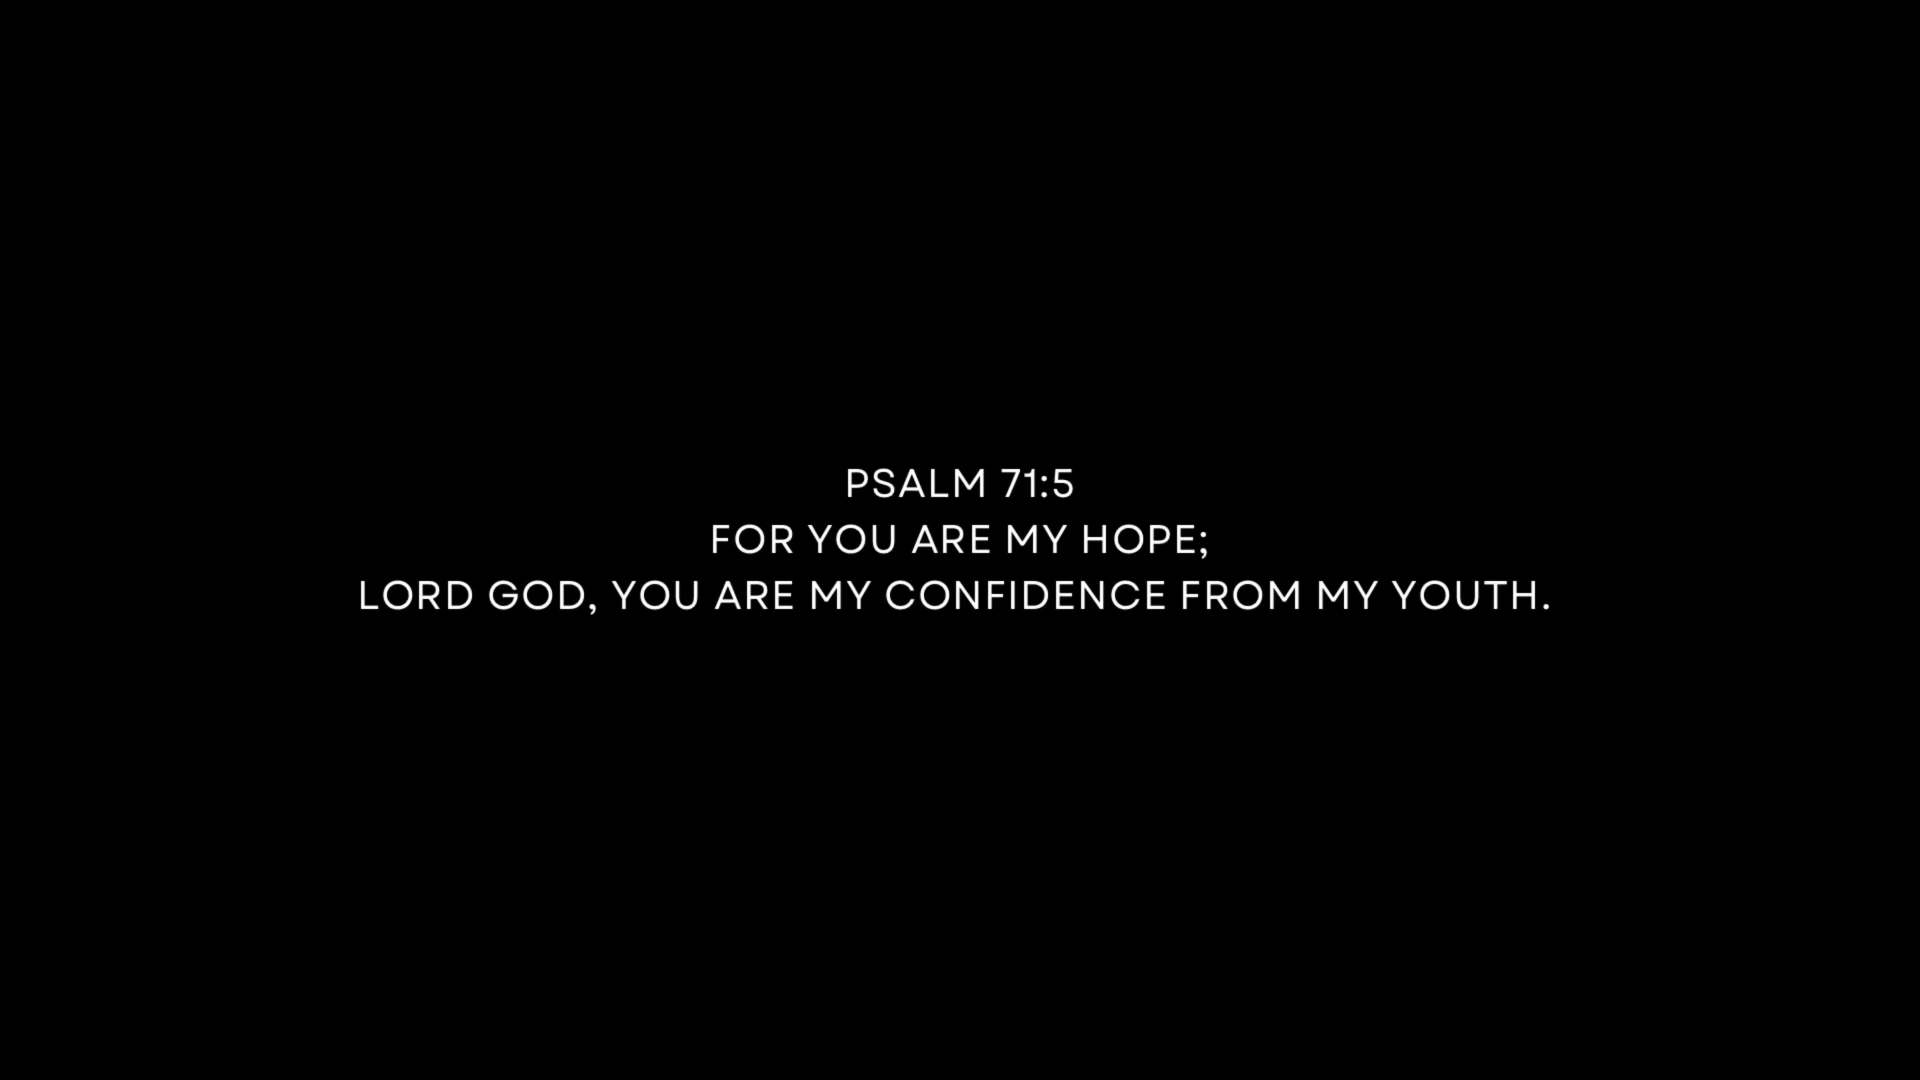 PSALM 71:5
FOR YOU ARE MY HOPE;
LORD GOD, YOU ARE MY CONFIDENCE FROM MY YOUTH.